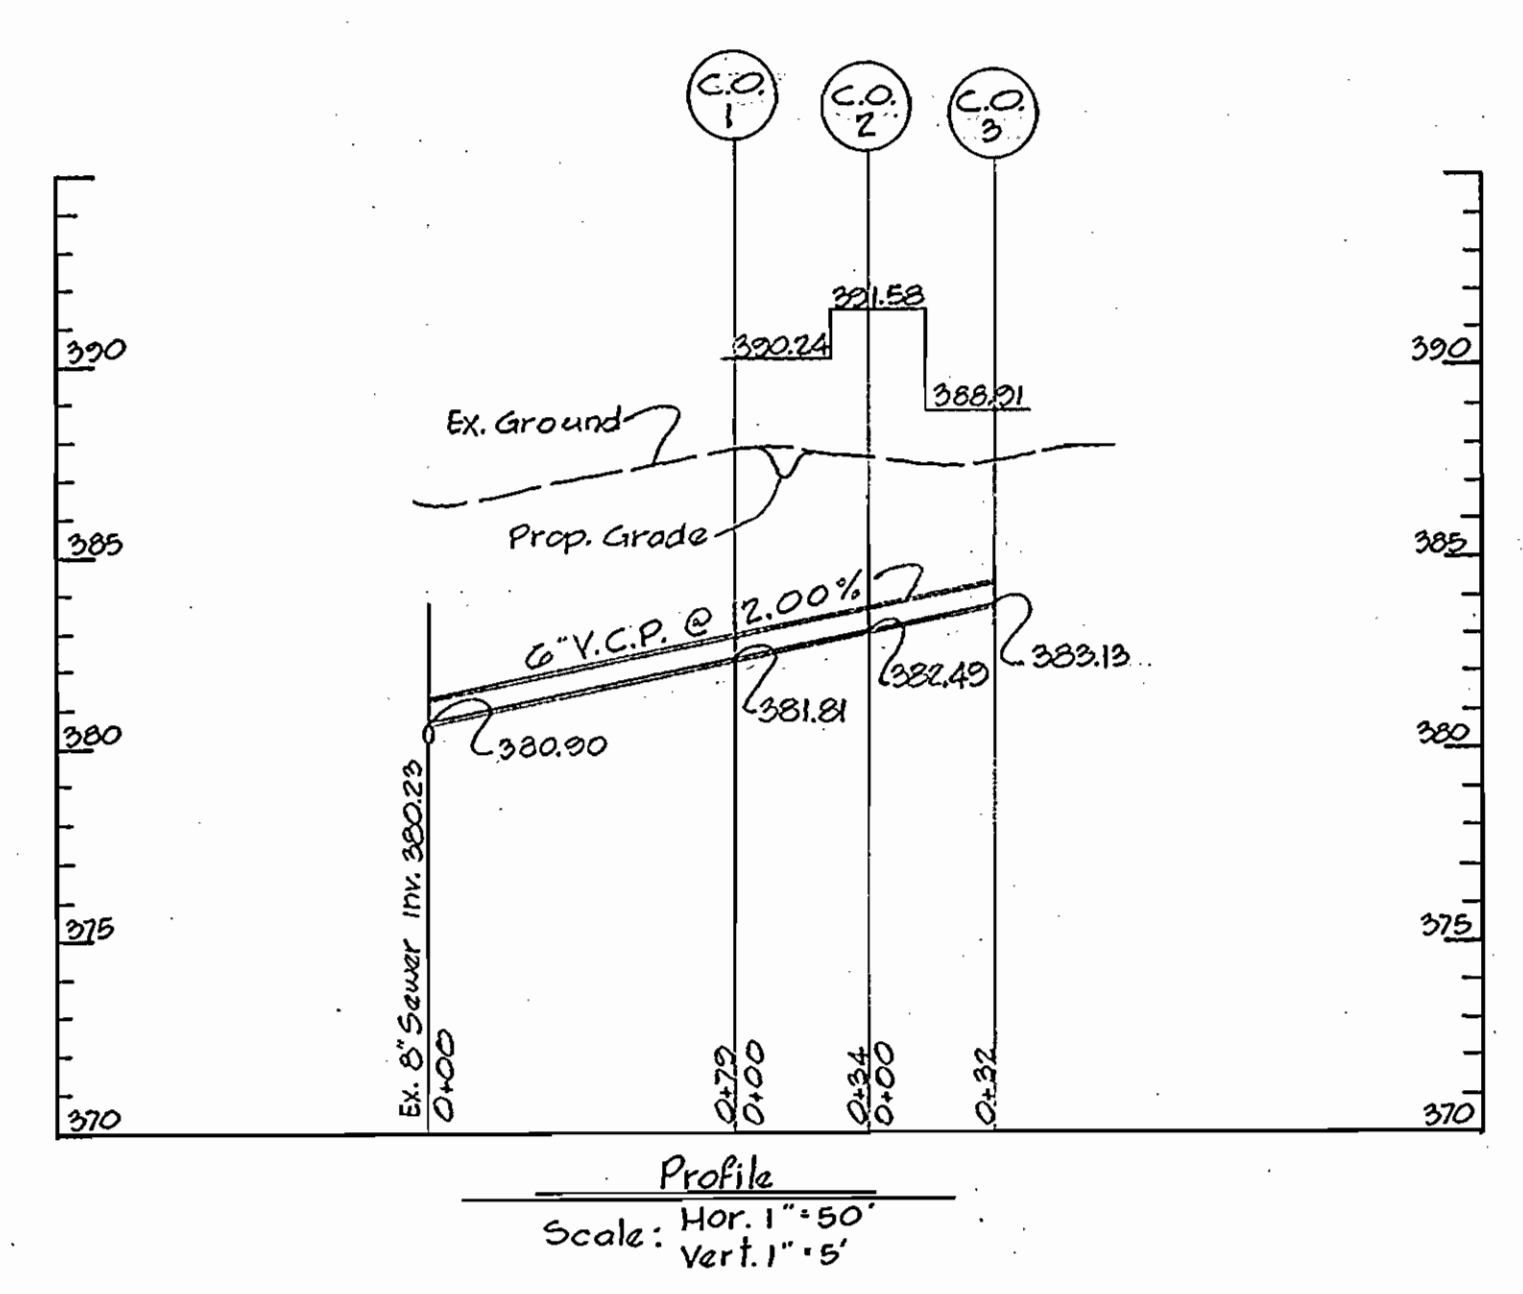 C.O.
1
C.O.
2
C.O.
3
391.58
390.24
388.91
390
390
Ex. Ground
Prop. Grade
385
385
6" V.C.P. @ 2.00%
383.13
382.49
381.81
380.90
380
380
Ex. 8" Sewer Inv. 380.23
375
375
0+00
0+79
0+00
0+34
0+00
0+32
370
370
Profile
Scale: Hor. 1" = 50'
Vert. 1" = 5'